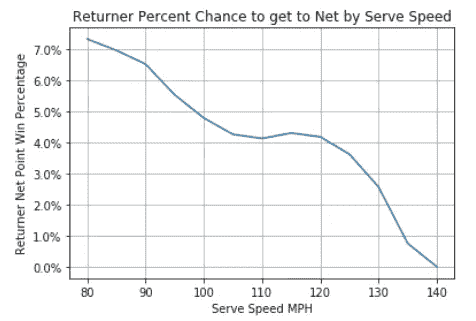 Returner Percent Chance to get to Net by Serve Speed
Returner Net Point Win Percentage
7.0%
6.0%
5.0%
4.0%
3.0%
2.0%
1.0%
0.0%
80 90 100 110 120 130 140
Serve Speed MPH